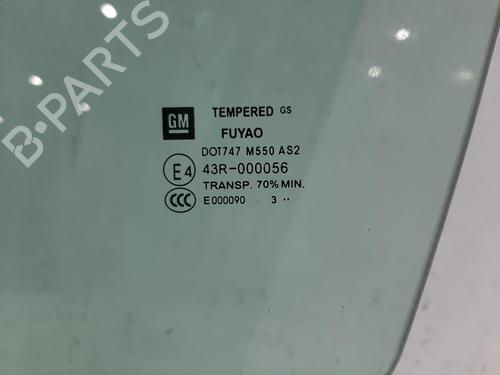 B-PARTS
GM TEMPERED GS
FUYAO
DOT747 M550 AS2
E4 43R-000056
TRANSP. 70% MIN.
CCC E000090 3 ··